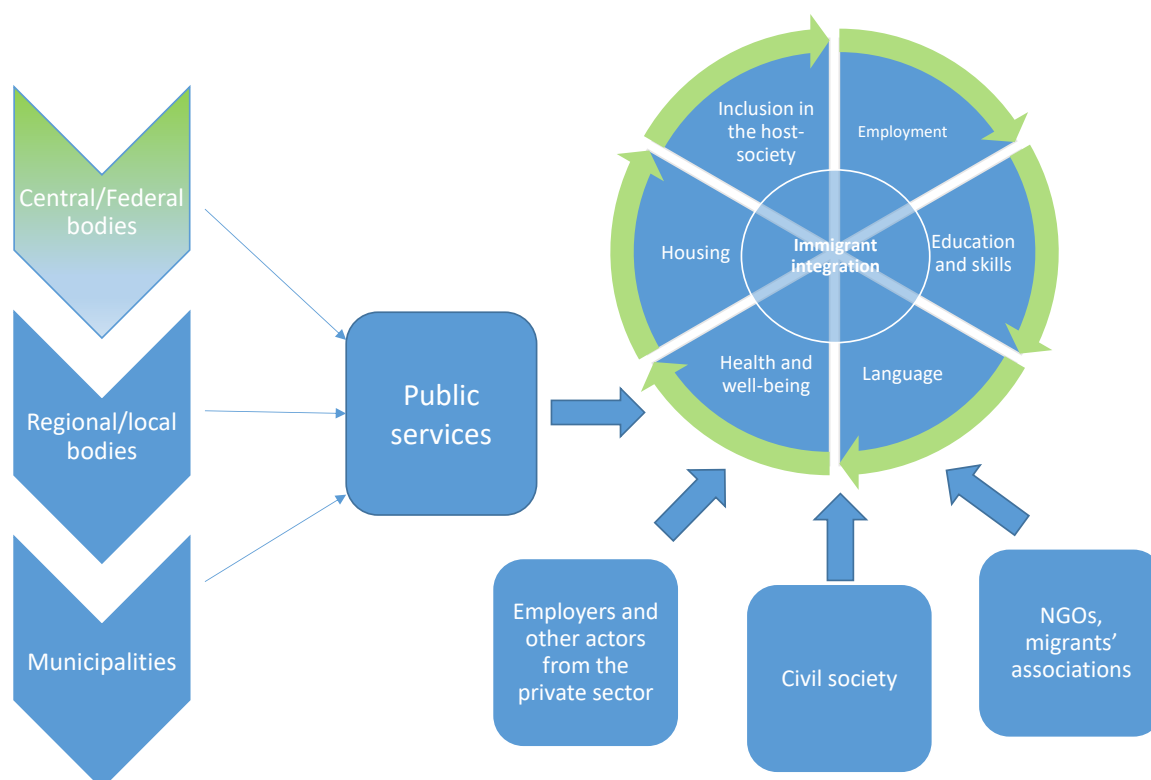 Central/Federal
bodies
Regional/local
bodies
Municipalities
Public
services
Inclusion in
the host-
society
Employment
Housing
Immigrant
integration
Education
and skills
Health and
well-being
Language
Employers and
other actors
from the
private sector
Civil society
NGOs,
migrants’
associations